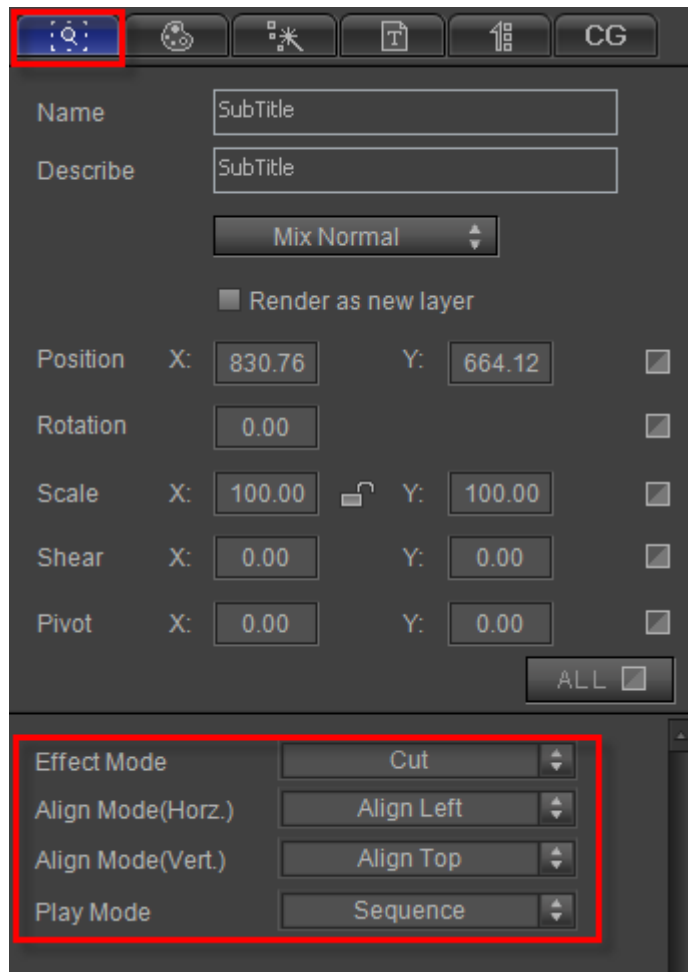 T CG
Name SubTitle
Describe SubTitle
Mix Normal
Render as new layer
Position X: 830.76 Y: 664.12
Rotation 0.00
Scale X: 100.00 Y: 100.00
Shear X: 0.00 Y: 0.00
Pivot X: 0.00 Y: 0.00
ALL
Effect Mode Cut
Align Mode(Horz.) Align Left
Align Mode(Vert.) Align Top
Play Mode Sequence